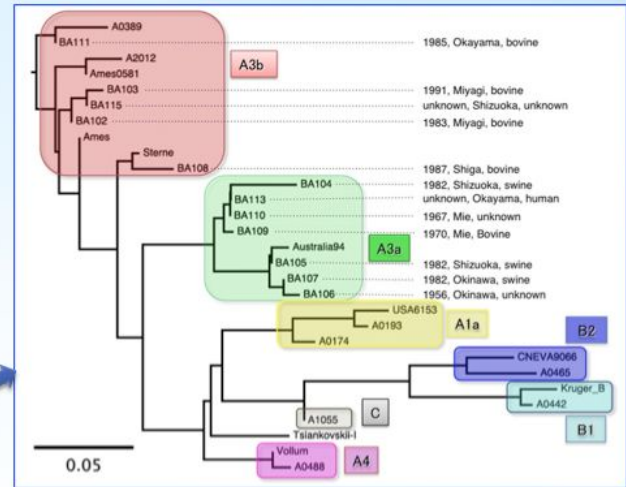 A0389
BA111 1985, Okayama, bovine
A2012
Ames0581
A3b
BA103 1991, Miyagi, bovine
BA115 unknown, Shizuoka, unknown
BA102 1983, Miyagi, bovine
Ames
Sterne
BA108 1987, Shiga, bovine
BA104 1982, Shizuoka, swine
BA113 unknown, Okayama, human
BA110 1967, Mie, unknown
BA109 1970, Mie, Bovine
Australia94
A3a
BA105 1982, Shizuoka, swine
BA107 1982, Okinawa, swine
BA106 1956, Okinawa, unknown
USA6153
A0193
A1a
A0174
B2
CNEVA9066
A0465
Kruger_B
A0442
B1
A1055
C
Tsiankovskii-I
Vollum
A0488
A4
0.05